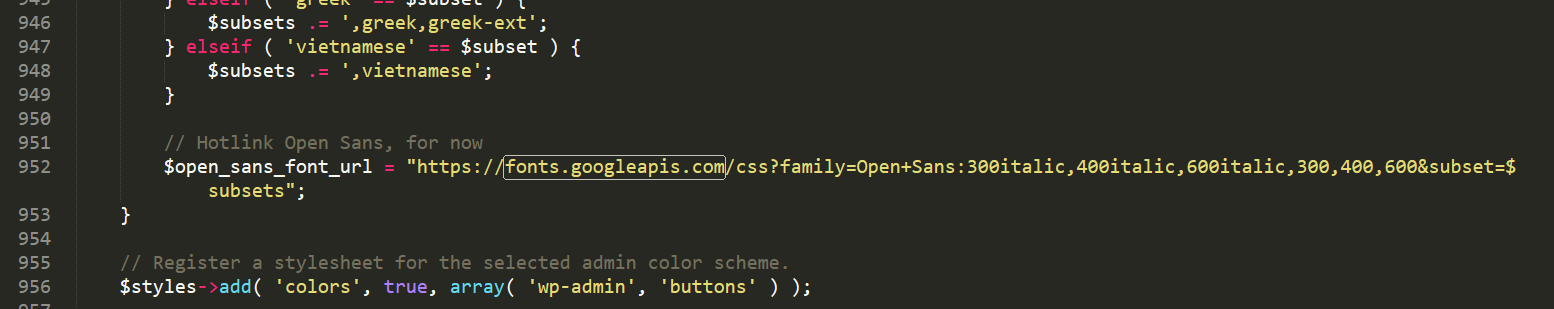 945 } elseif ( 'greek' == $subset ) {
946 $subsets .= ',greek,greek-ext';
947 } elseif ( 'vietnamese' == $subset ) {
948 $subsets .= ',vietnamese';
949 }
950
951 // Hotlink Open Sans, for now
952 $open_sans_font_url = "https://fonts.googleapis.com/css?family=Open+Sans:300italic,400italic,600italic,300,400,600&subset=$
subsets";
953 }
954
955 // Register a stylesheet for the selected admin color scheme.
956 $styles->add( 'colors', true, array( 'wp-admin', 'buttons' ) );
957